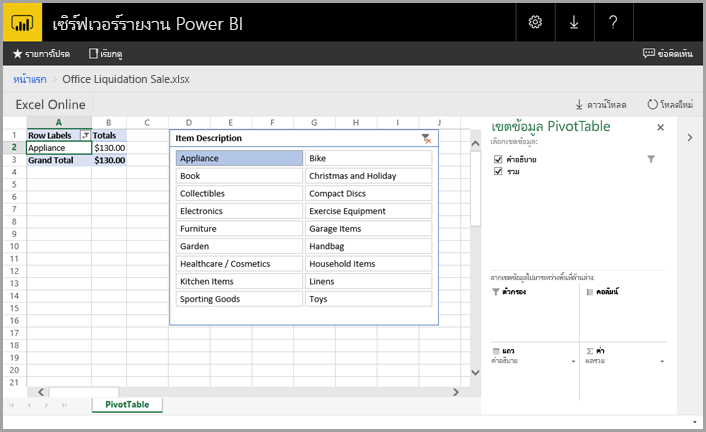 เซิร์ฟเวอร์รายงาน Power BI
รายการโปรด เรียกดู ข้อคิดเห็น
หน้าแรก Office Liquidation Sale.xlsx
Excel Online ดาวน์โหลด โหลดใหม่
A B C D E F G H I J
1 Row Labels Totals
2 Appliance $130.00
3 Grand Total $130.00
4
5
6
7
8
9
10
11
12
13
14
15
16
17
18
19
20
21
Item Description
Appliance Bike
Book Christmas and Holiday
Collectibles Compact Discs
Electronics Exercise Equipment
Furniture Garage Items
Garden Handbag
Healthcare / Cosmetics Household Items
Kitchen Items Linens
Sporting Goods Toys
เขตข้อมูล PivotTable
เลือกเขตข้อมูล:
คำอธิบาย
รวม
ลากเขตข้อมูลไปมาระหว่างพื้นที่ด้านล่าง:
ตัวกรอง คอลัมน์
แถว ค่า
คำอธิบาย ผลรวม
PivotTable